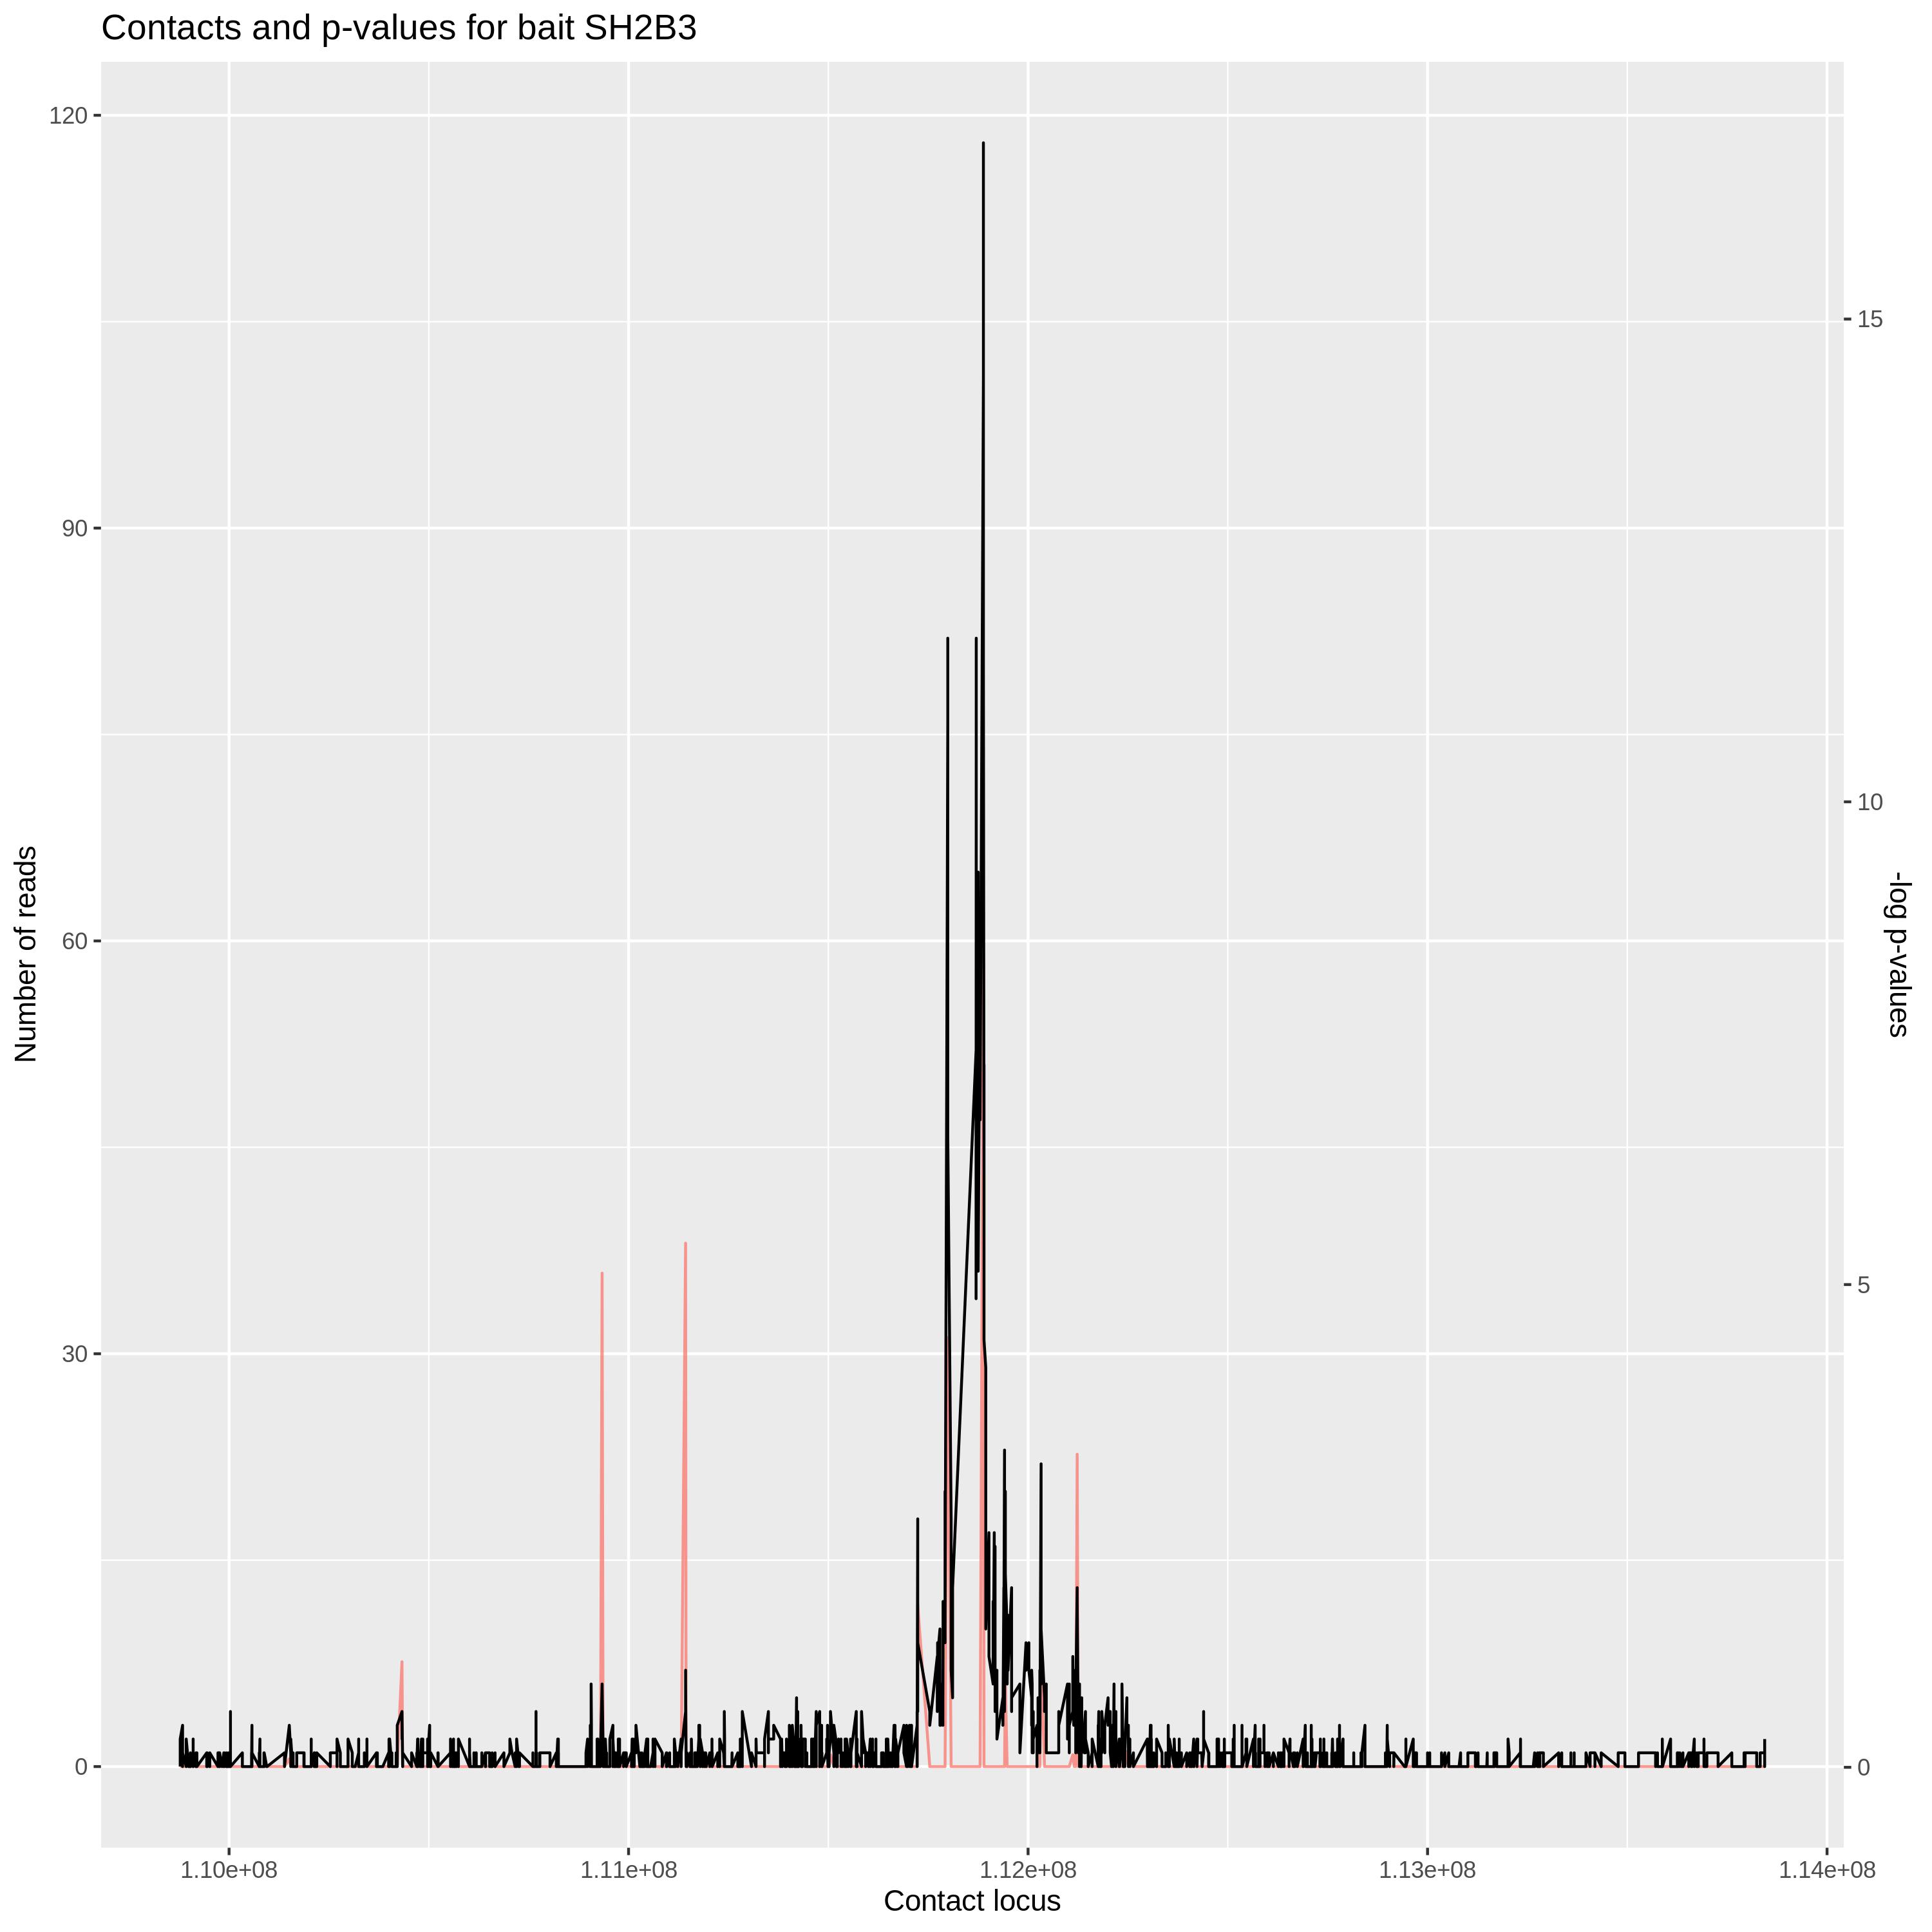 Contacts and p-values for bait SH2B3
120
90
60
30
0
Number of reads
15
10
5
0
-log p-values
1.10e+08 1.11e+08 1.12e+08 1.13e+08 1.14e+08
Contact locus